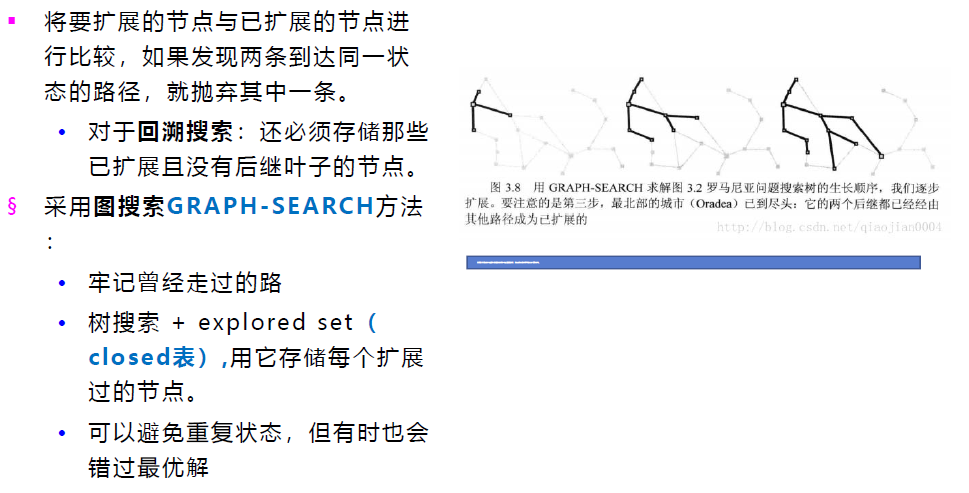 将要扩展的节点与已扩展的节点进
行比较，如果发现两条到达同一状
态的路径，就抛弃其中一条。
对于回溯搜索：还必须存储那些
已扩展且没有后继叶子的节点。
采用图搜索GRAPH-SEARCH方法
：
牢记曾经走过的路
树搜索 + explored set（
closed表）,用它存储每个扩展
过的节点。
可以避免重复状态，但有时也会
错过最优解
图 3.8 用 GRAPH-SEARCH 求解图 3.2 罗马尼亚问题搜索树的生长顺序，我们逐步
扩展。要注意的是第三步，最北部的城市（Oradea）已到尽头：它的两个后继都已经经由
其他路径成为已扩展的
http://blog.csdn.net/qiaojian0004